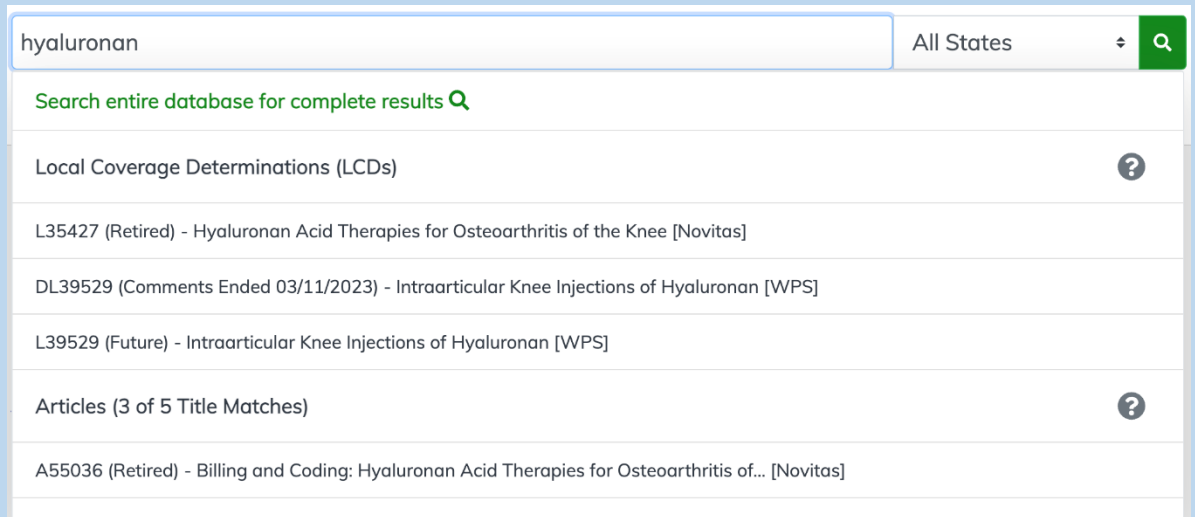 hyaluronan
All States
Search entire database for complete results
Local Coverage Determinations (LCDs)
L35427 (Retired) - Hyaluronan Acid Therapies for Osteoarthritis of the Knee [Novitas]
DL39529 (Comments Ended 03/11/2023) - Intraarticular Knee Injections of Hyaluronan [WPS]
L39529 (Future) - Intraarticular Knee Injections of Hyaluronan [WPS]
Articles (3 of 5 Title Matches)
A55036 (Retired) - Billing and Coding: Hyaluronan Acid Therapies for Osteoarthritis of... [Novitas]